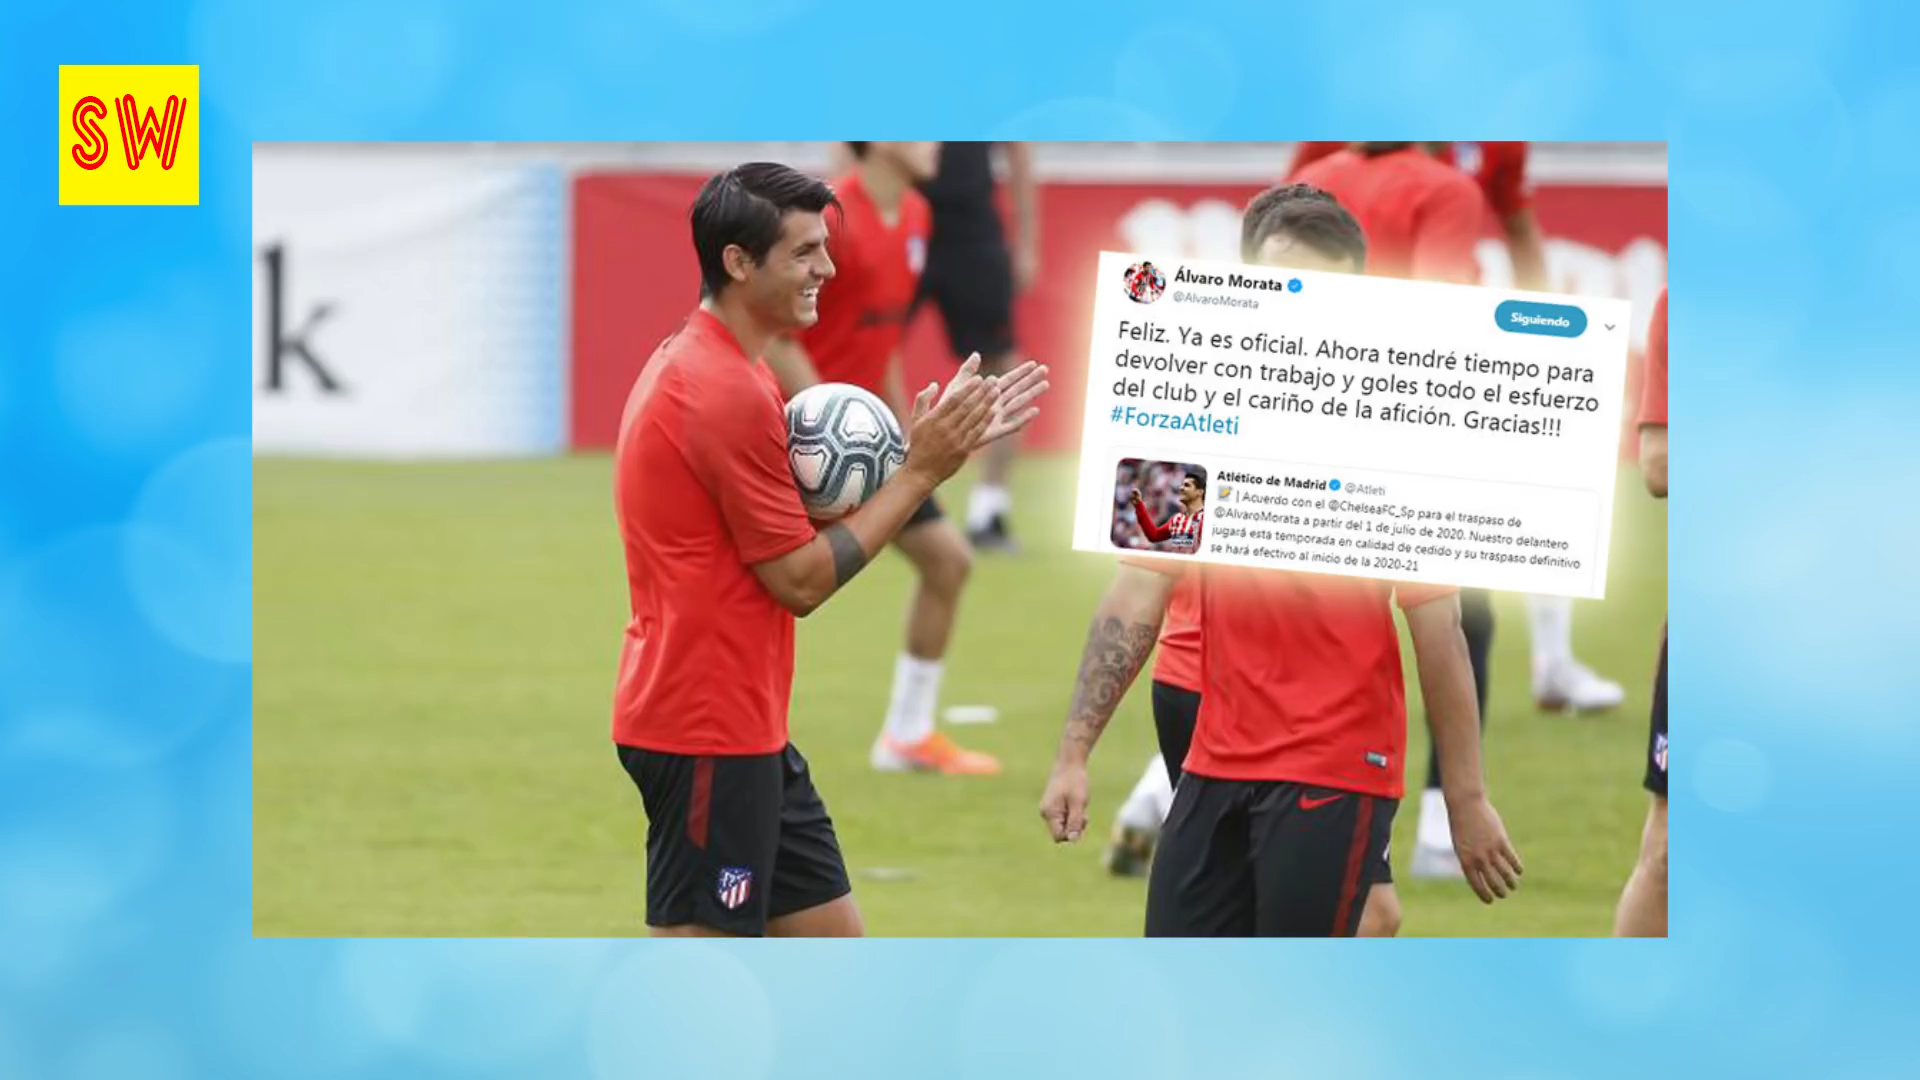 SW
k
Álvaro Morata
@AlvaroMorata
Siguiendo
Feliz. Ya es oficial. Ahora tendré tiempo para
devolver con trabajo y goles todo el esfuerzo
del club y el cariño de la afición. Gracias!!!
#ForzaAtleti
Atlético de Madrid @Atleti
| Acuerdo con el @ChelseaFC_Sp para el traspaso de
@AlvaroMorata a partir del 1 de julio de 2020. Nuestro delantero
jugará esta temporada en calidad de cedido y su traspaso definitivo
se hará efectivo al inicio de la 2020-21